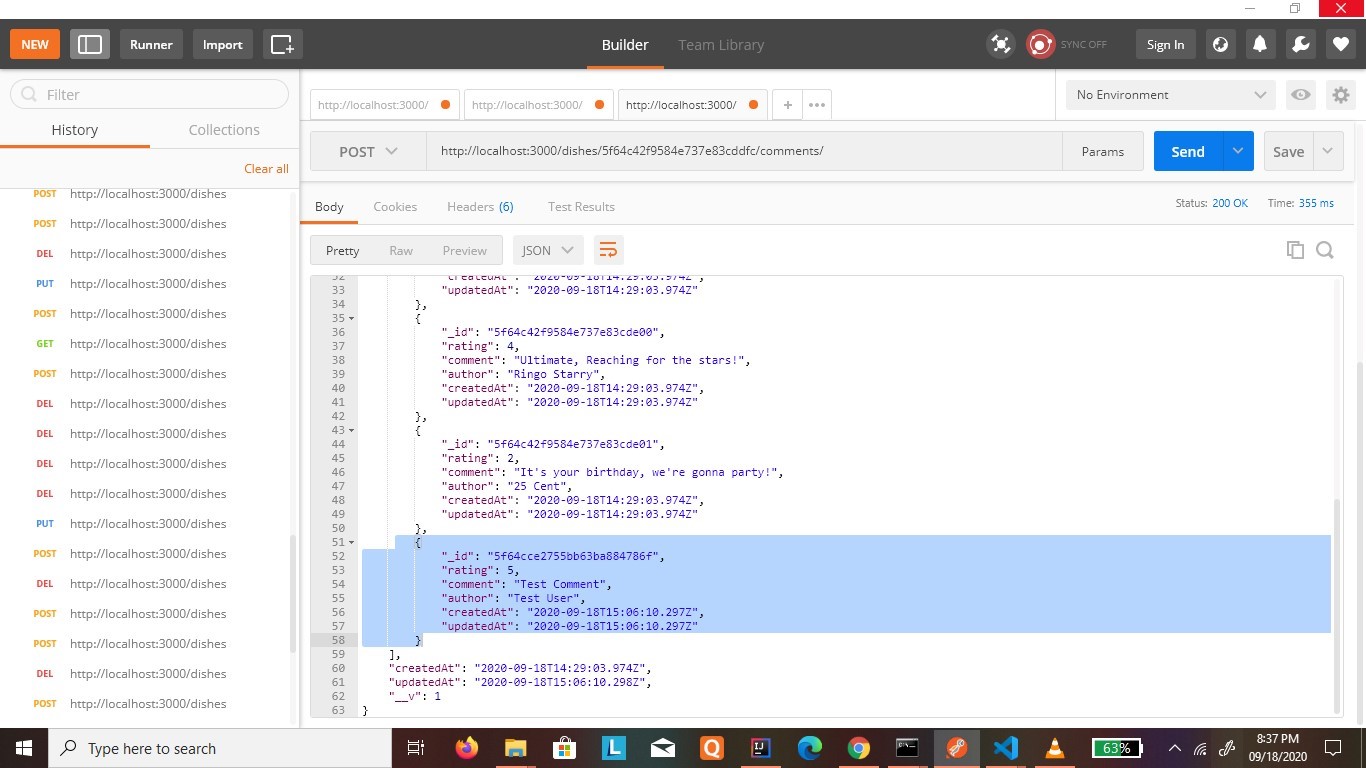 NEW Runner Import Builder Team Library SYNC OFF Sign In
Filter
History Collections
Clear all
POST http://localhost:3000/dishes
POST http://localhost:3000/dishes
DEL http://localhost:3000/dishes
PUT http://localhost:3000/dishes
POST http://localhost:3000/dishes
GET http://localhost:3000/dishes
POST http://localhost:3000/dishes
DEL http://localhost:3000/dishes
DEL http://localhost:3000/dishes
DEL http://localhost:3000/dishes
DEL http://localhost:3000/dishes
PUT http://localhost:3000/dishes
POST http://localhost:3000/dishes
DEL http://localhost:3000/dishes
POST http://localhost:3000/dishes
POST http://localhost:3000/dishes
DEL http://localhost:3000/dishes
POST http://localhost:3000/dishes
http://localhost:3000/ http://localhost:3000/ http://localhost:3000/ + ••• No Environment
POST http://localhost:3000/dishes/5f64c42f9584e737e83cddfc/comments/ Params Send Save
Body Cookies Headers (6) Test Results Status: 200 OK Time: 355 ms
Pretty Raw Preview JSON
32 "createdAt": "2020-09-18T14:29:03.974Z",
33 "updatedAt": "2020-09-18T14:29:03.974Z"
34 },
35 {
36 "_id": "5f64c42f9584e737e83cde00",
37 "rating": 4,
38 "comment": "Ultimate, Reaching for the stars!",
39 "author": "Ringo Starry",
40 "createdAt": "2020-09-18T14:29:03.974Z",
41 "updatedAt": "2020-09-18T14:29:03.974Z"
42 },
43 {
44 "_id": "5f64c42f9584e737e83cde01",
45 "rating": 2,
46 "comment": "It's your birthday, we're gonna party!",
47 "author": "25 Cent",
48 "createdAt": "2020-09-18T14:29:03.974Z",
49 "updatedAt": "2020-09-18T14:29:03.974Z"
50 },
51 {
52 "_id": "5f64cce2755bb63ba884786f",
53 "rating": 5,
54 "comment": "Test Comment",
55 "author": "Test User",
56 "createdAt": "2020-09-18T15:06:10.297Z",
57 "updatedAt": "2020-09-18T15:06:10.297Z"
58 }
59 ],
60 "createdAt": "2020-09-18T14:29:03.974Z",
61 "updatedAt": "2020-09-18T15:06:10.298Z",
62 "__v": 1
63 }
Type here to search L Q IJ 63% 8:37 PM
09/18/2020